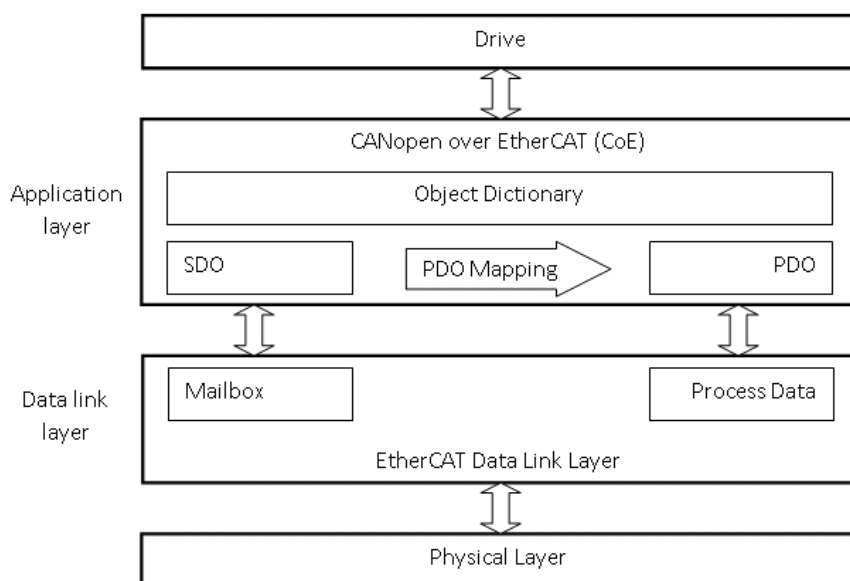 Drive
CANopen over EtherCAT (CoE)
Object Dictionary
Application
layer
SDO
PDO Mapping
PDO
Mailbox
Process Data
Data link
layer
EtherCAT Data Link Layer
Physical Layer